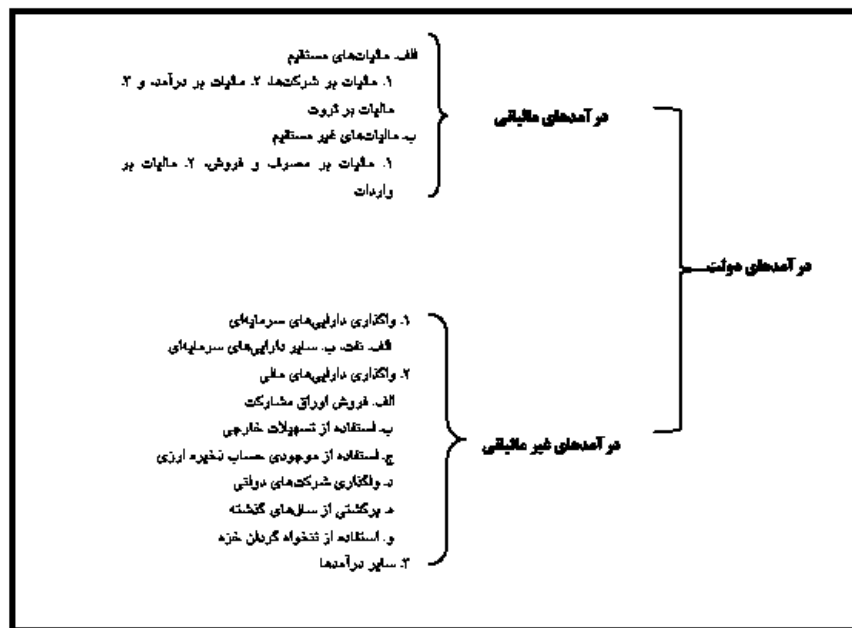 درآمدهای دولت
درآمدهای مالیاتی
الف. مالیات‌های مستقیم
۱. مالیات بر شرکت‌ها، ۲. مالیات بر درآمد، و ۳.
مالیات بر ثروت
ب. مالیات‌های غیر مستقیم
۱. مالیات بر مصرف و فروش، ۲. مالیات بر
واردات
درآمدهای غیر مالیاتی
۱. واگذاری دارایی‌های سرمایه‌ای
الف. نفت، ب. سایر دارایی‌های سرمایه‌ای
۲. واگذاری دارایی‌های مالی
الف. فروش اوراق مشارکت
ب. استفاده از تسهیلات خارجی
ج. استفاده از موجودی حساب ذخیره ارزی
د. واگذاری شرکت‌های دولتی
ه. برگشتی از سال‌های گذشته
و. استفاده از تنخواه گردان خزه
۳. سایر درآمدها